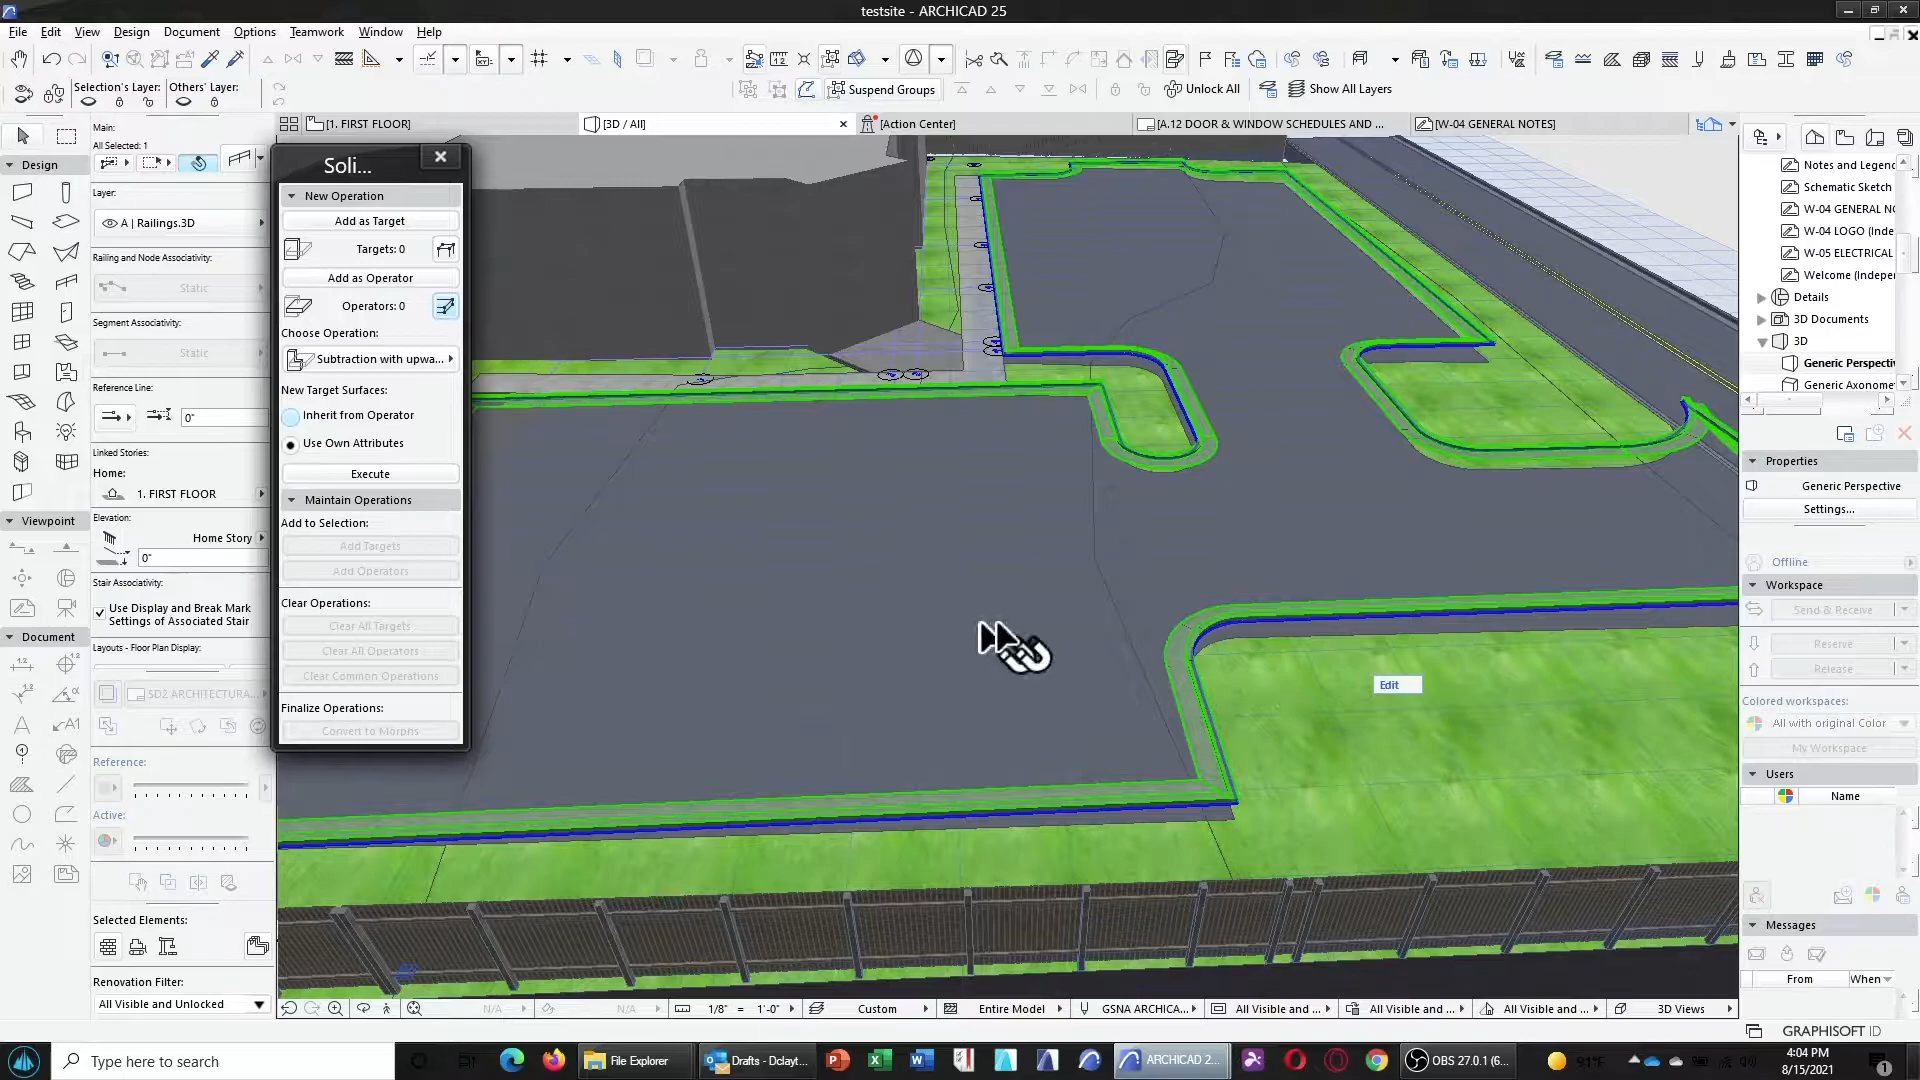 testsite - ARCHICAD 25
File Edit View Design Document Options Teamwork Window Help
Selection's Layer: Others' Layer:
Suspend Groups
Unlock All
Show All Layers
[1. FIRST FLOOR]
[3D / All]
[Action Center]
[A.12 DOOR & WINDOW SCHEDULES AND ...
[W-04 GENERAL NOTES]
Main:
All Selected: 1
Design
Layer:
A | Railings.3D
Railing and Node Associativity:
Static
Segment Associativity:
Static
Reference Line:
0"
Linked Stories:
Home:
1. FIRST FLOOR
Viewpoint
Elevation:
Home Story
0"
Stair Associativity:
Use Display and Break Mark
Settings of Associated Stair
Document
Layouts - Floor Plan Display:
SD2 ARCHITECTURA...
Reference:
Active:
Selected Elements:
Renovation Filter:
All Visible and Unlocked
Soli...
New Operation
Add as Target
Targets: 0
Add as Operator
Operators: 0
Choose Operation:
Subtraction with upwa...
New Target Surfaces:
Inherit from Operator
Use Own Attributes
Execute
Maintain Operations
Add to Selection:
Add Targets
Add Operators
Clear Operations:
Clear All Targets
Clear All Operators
Clear Common Operations
Finalize Operations:
Convert to Morphs
Edit
Notes and Legenc
Schematic Sketch
W-04 GENERAL NO
W-04 LOGO (Inde
W-05 ELECTRICAL
Welcome (Indeper
Details
3D Documents
3D
Generic Perspectiv
Generic Axonome
Properties
Generic Perspective
Settings...
Offline
Workspace
Send & Receive
Reserve
Release
Colored workspaces:
All with original Color
My Workspace
Users
Name
Messages
From When
N/A
N/A
1/8" = 1'-0"
Custom
Entire Model
GSNA ARCHICA...
All Visible and ...
All Visible and ...
All Visible and ...
3D Views
GRAPHISOFT ID
Type here to search
File Explorer
Drafts - Dclayt...
ARCHICAD 2...
OBS 27.0.1 (6...
91°F
4:04 PM
8/15/2021